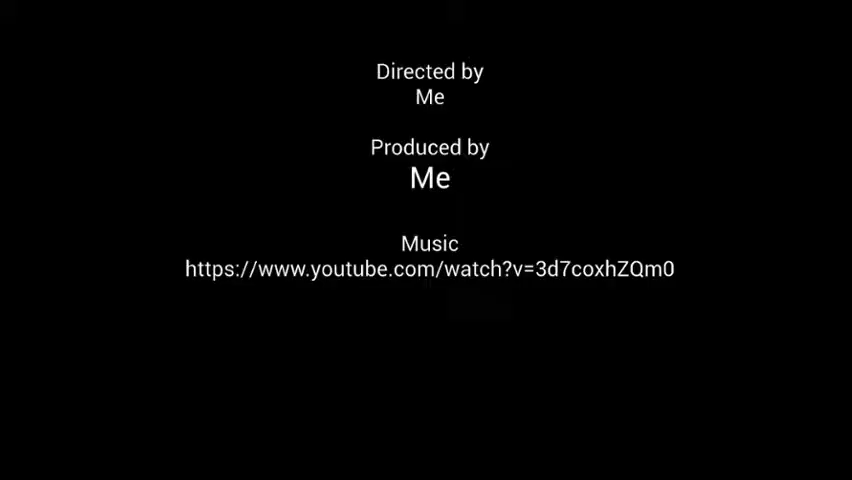 Directed by
Me
Produced by
Me
Music
https://www.youtube.com/watch?v=3d7coxhZQm0